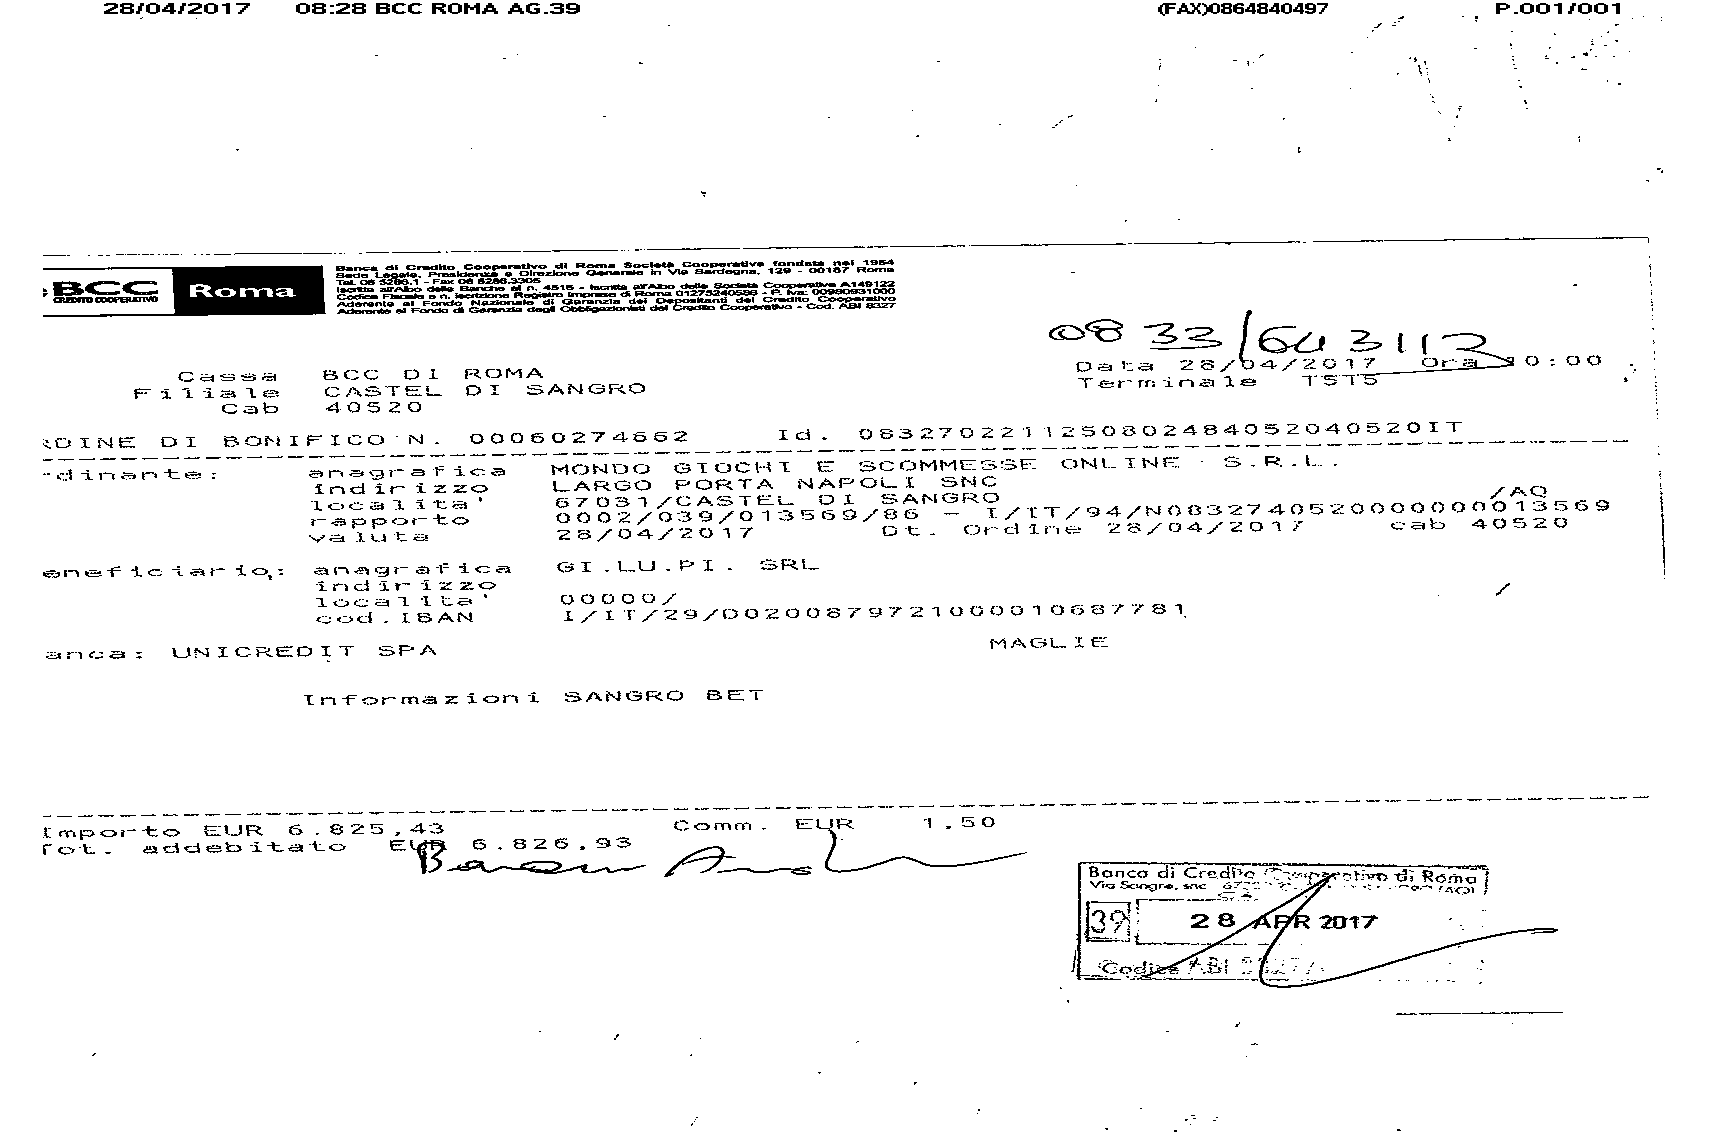 28/04/2017 08:28 BCC ROMA AG.39 (FAX)0864840497 P.001/001
BCC
CREDITO COOPERATIVO
Roma
Banca di Credito Cooperativo di Roma Società Cooperativa fondata nel 1954
Sede Legale, Presidenza e Direzione Generale in Via Sardegna, 129 - 00187 Roma
Tel. 06 5286.1 - Fax 06 5286.3305
Iscritta all'Albo delle Banche al n. 4516 - Iscritta all'Albo delle Società Cooperative A149122
Codice Fiscale e n. iscrizione Registro Imprese di Roma 01275240586 - P. Iva: 00980931000
Aderente al Fondo Nazionale di Garanzia dei Depositanti del Credito Cooperativo
Aderente al Fondo di Garanzia degli Obbligazionisti del Credito Cooperativo - Cod. ABI 8327
0833/643112
Data 28/04/2017 Ora 0:00
Terminale TST5
Cassa BCC DI ROMA
Filiale CASTEL DI SANGRO
Cab 40520
RDINE DI BONIFICO N. 00060274662 Id. 0832702211250802484052040520IT
rdinante: anagrafica MONDO GIOCHI E SCOMMESSE ONLINE S.R.L.
indirizzo LARGO PORTA NAPOLI SNC
localita' 67031/CASTEL DI SANGRO /AQ
rapporto 0002/039/013569/86 - I/IT/94/N0832740520000000013569
valuta 28/04/2017 Dt. Ordine 28/04/2017 cab 40520
eneficiario: anagrafica GI.LU.PI. SRL
indirizzo
localita' 00000/ /
cod.IBAN I/IT/29/O0200879721000010687781
anca: UNICREDIT SPA MAGLIE
Informazioni SANGRO BET
Importo EUR 6.825,43 Comm. EUR 1,50
Tot. addebitato EUR 6.826,93
Banca di Credito Cooperativo di Roma
Via Sangro, snc
39 28 APR 2017
Codice ABI 8327